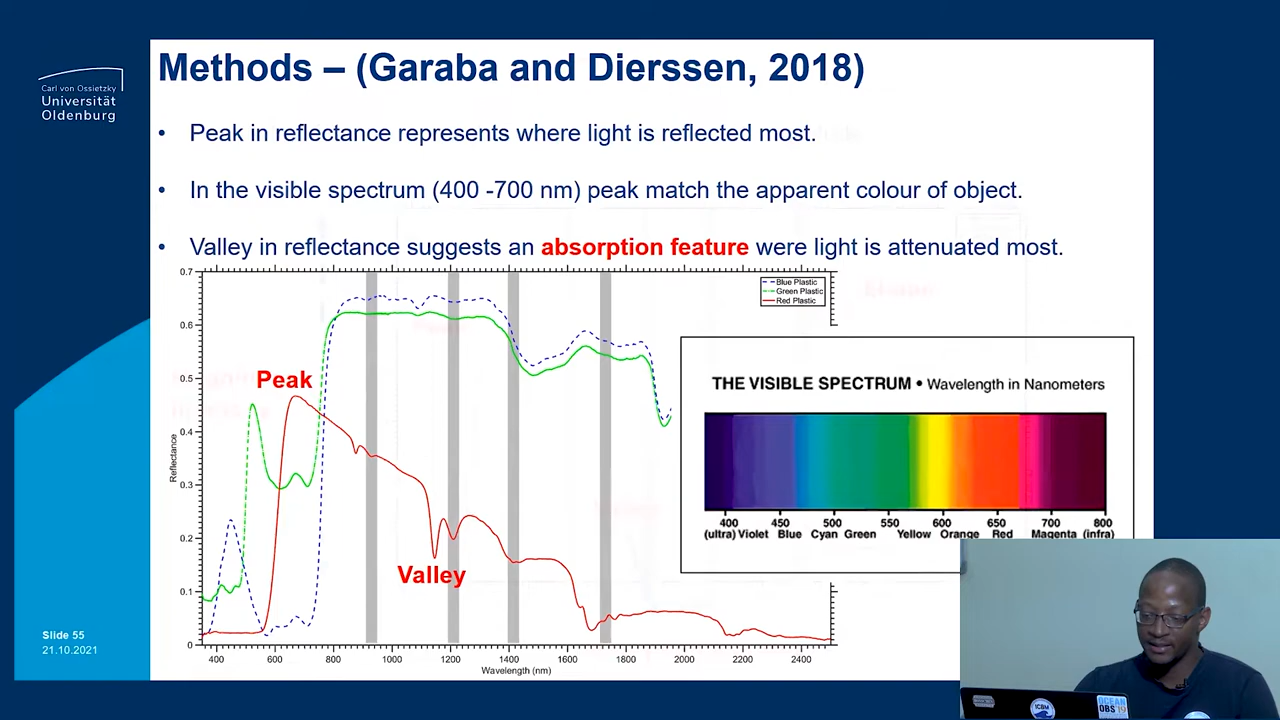 Methods – (Garaba and Dierssen, 2018)
Carl von Ossietzky
Universität
Oldenburg
• Peak in reflectance represents where light is reflected most.
• In the visible spectrum (400 -700 nm) peak match the apparent colour of object.
• Valley in reflectance suggests an absorption feature were light is attenuated most.
0.7
0.6
0.5
0.4
0.3
0.2
0.1
0
Reflectance
Blue Plastic
Green Plastic
Red Plastic
Peak
Valley
400 600 800 1000 1200 1400 1600 1800 2000 2200 2400
Wavelength (nm)
THE VISIBLE SPECTRUM • Wavelength in Nanometers
400 450 500 550 600 650 700 800
(ultra) Violet Blue Cyan Green Yellow Orange Red Magenta (infra)
Slide 55
21.10.2021
ICBM
OCEAN
OBS'19